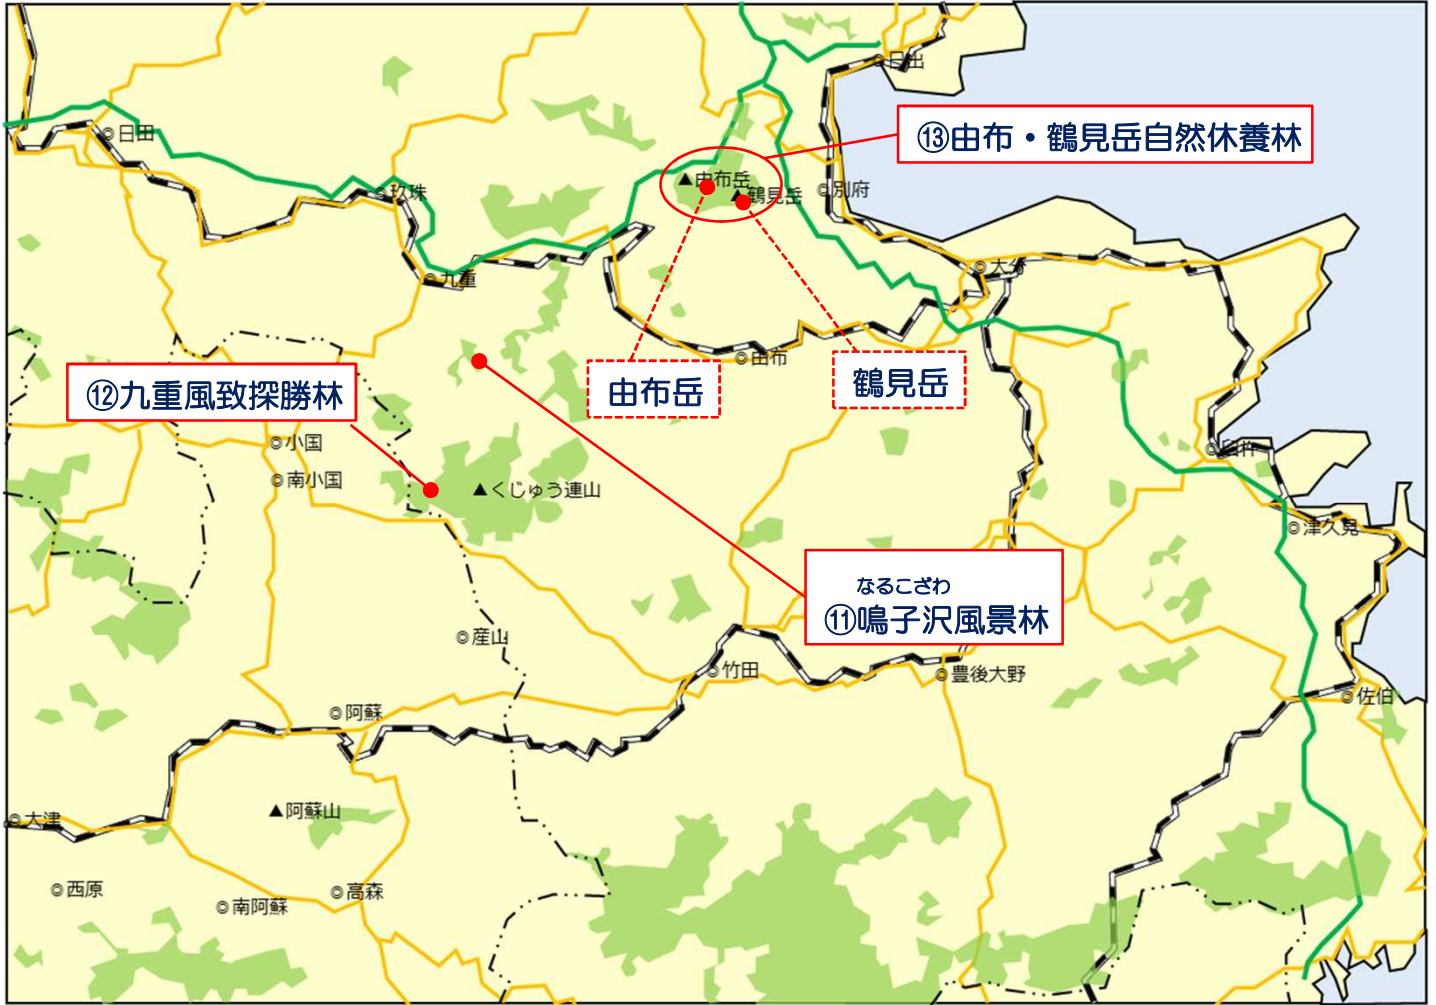 日出
日田
⑬由布・鶴見岳自然休養林
▲由布岳
▲鶴見岳
別府
玖珠
大分
九重
由布
由布岳
鶴見岳
⑫九重風致探勝林
小国
臼杵
南小国
▲くじゅう連山
津久見
なるこざわ
⑪鳴子沢風景林
産山
竹田
豊後大野
佐伯
阿蘇
▲阿蘇山
大津
西原
高森
南阿蘇